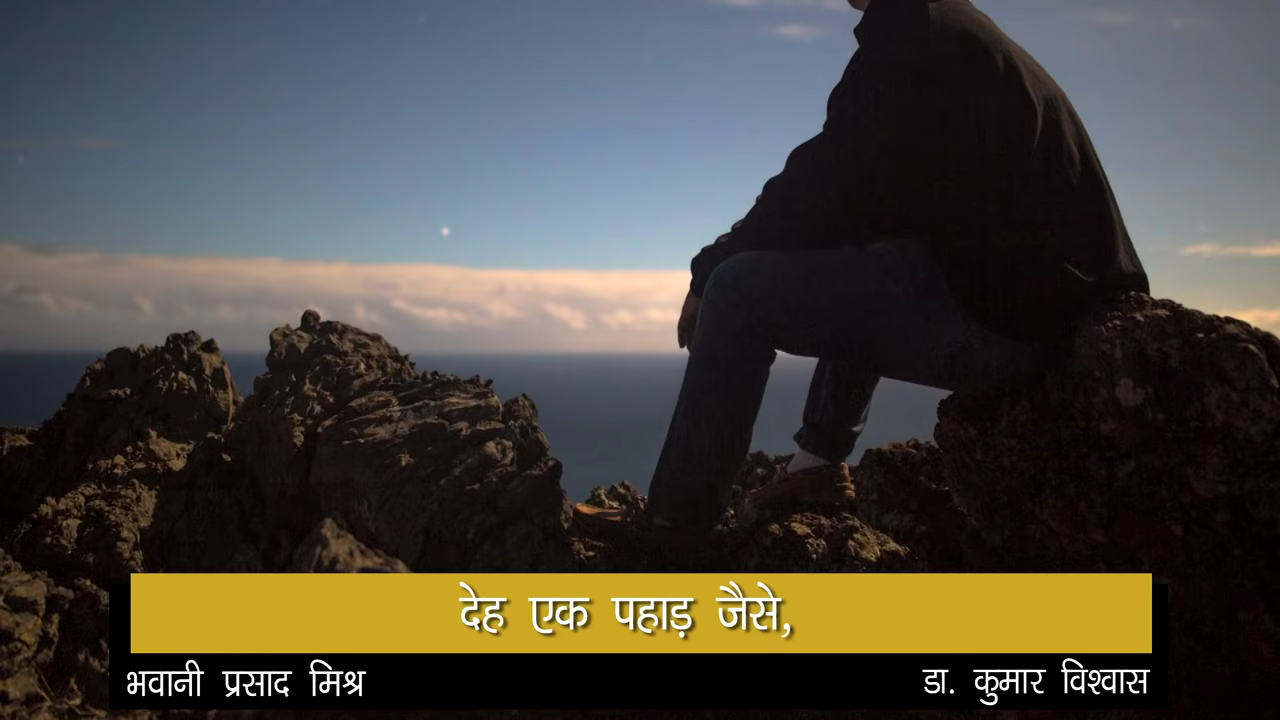 देह एक पहाड़ जैसे,
भवानी प्रसाद मिश्र
डा. कुमार विश्वास